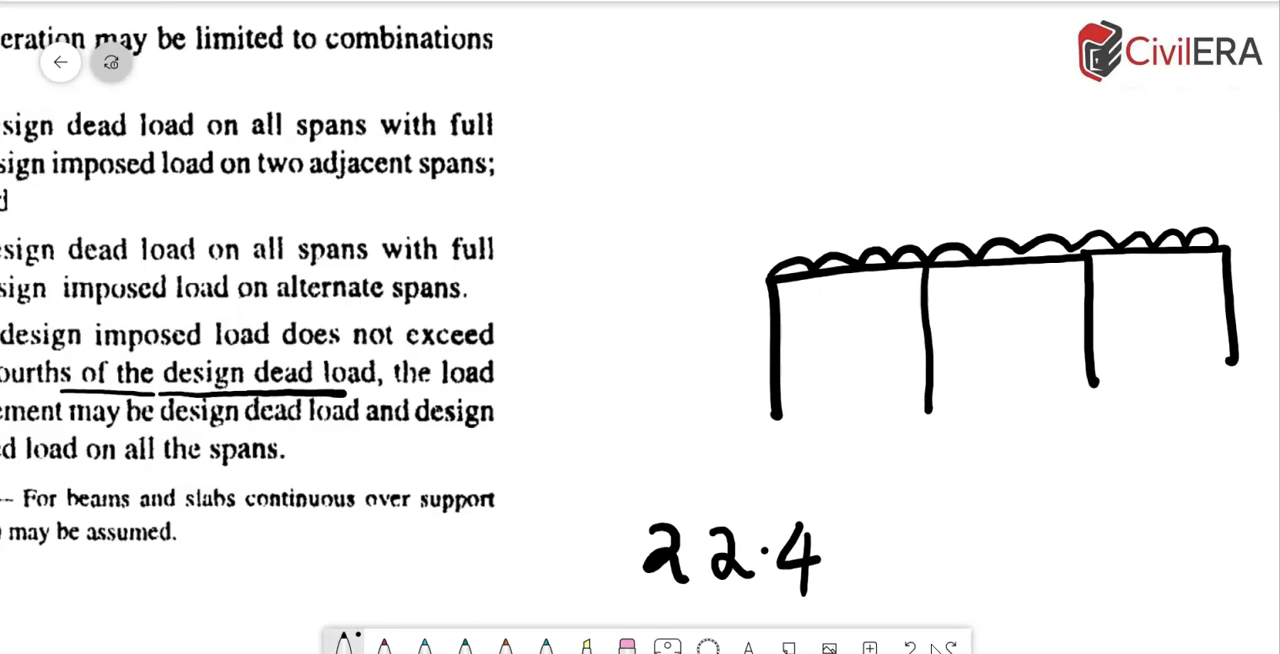 eration may be limited to combinations
CivilERA
sign dead load on all spans with full
sign imposed load on two adjacent spans;
d
esign dead load on all spans with full
sign imposed load on alternate spans.
design imposed load does not exceed
ourths of the design dead load, the load
ement may be design dead load and design
d load on all the spans.
– For beams and slabs continuous over support
may be assumed.
22.4